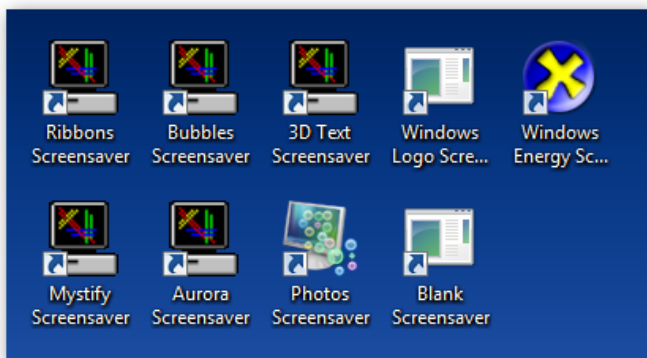 Ribbons
Screensaver
Bubbles
Screensaver
3D Text
Screensaver
Windows
Logo Scre...
Windows
Energy Sc...
Mystify
Screensaver
Aurora
Screensaver
Photos
Screensaver
Blank
Screensaver